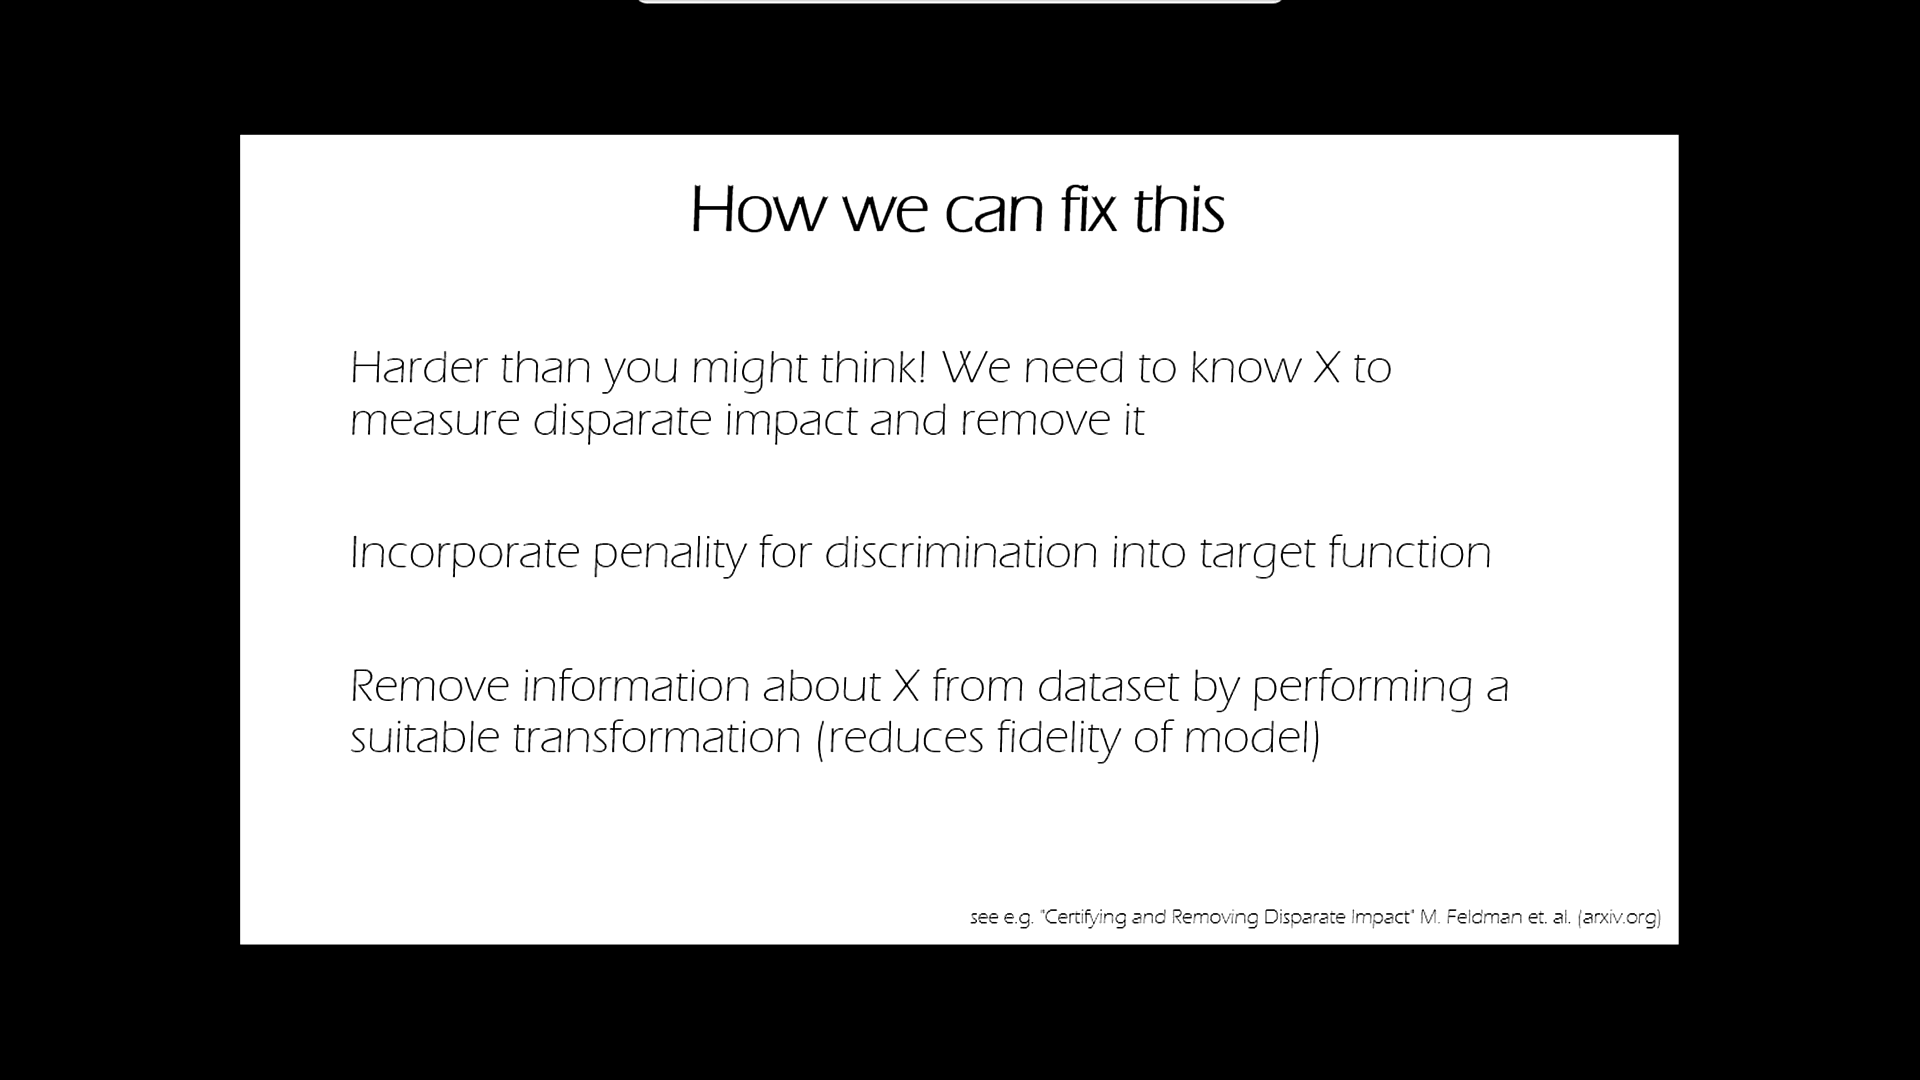 How we can fix this
Harder than you might think! We need to know X to
measure disparate impact and remove it
Incorporate penality for discrimination into target function
Remove information about X from dataset by performing a
suitable transformation (reduces fidelity of model)
see e.g. "Certifying and Removing Disparate Impact" M. Feldman et. al. (arxiv.org)